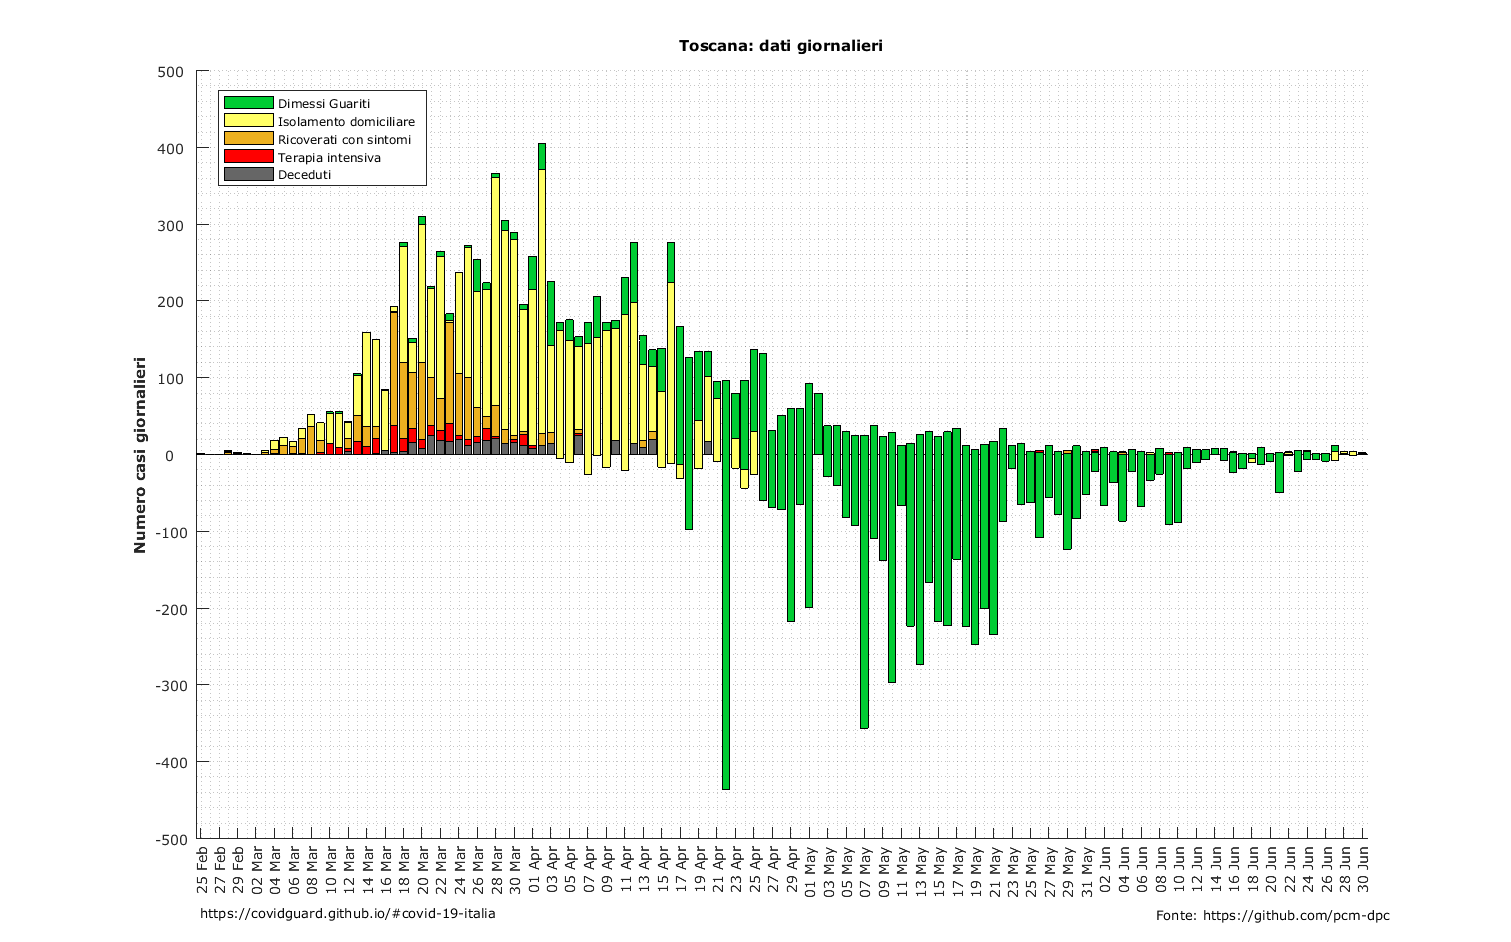 Toscana: dati giornalieri
500
400
300
200
100
0
-100
-200
-300
-400
-500
Numero casi giornalieri
Dimessi Guariti
Isolamento domiciliare
Ricoverati con sintomi
Terapia intensiva
Deceduti
25 Feb
27 Feb
29 Feb
02 Mar
04 Mar
06 Mar
08 Mar
10 Mar
12 Mar
14 Mar
16 Mar
18 Mar
20 Mar
22 Mar
24 Mar
26 Mar
28 Mar
30 Mar
01 Apr
03 Apr
05 Apr
07 Apr
09 Apr
11 Apr
13 Apr
15 Apr
17 Apr
19 Apr
21 Apr
23 Apr
25 Apr
27 Apr
29 Apr
01 May
03 May
05 May
07 May
09 May
11 May
13 May
15 May
17 May
19 May
21 May
23 May
25 May
27 May
29 May
31 May
02 Jun
04 Jun
06 Jun
08 Jun
10 Jun
12 Jun
14 Jun
16 Jun
18 Jun
20 Jun
22 Jun
24 Jun
26 Jun
28 Jun
30 Jun
https://covidguard.github.io/#covid-19-italia
Fonte: https://github.com/pcm-dpc